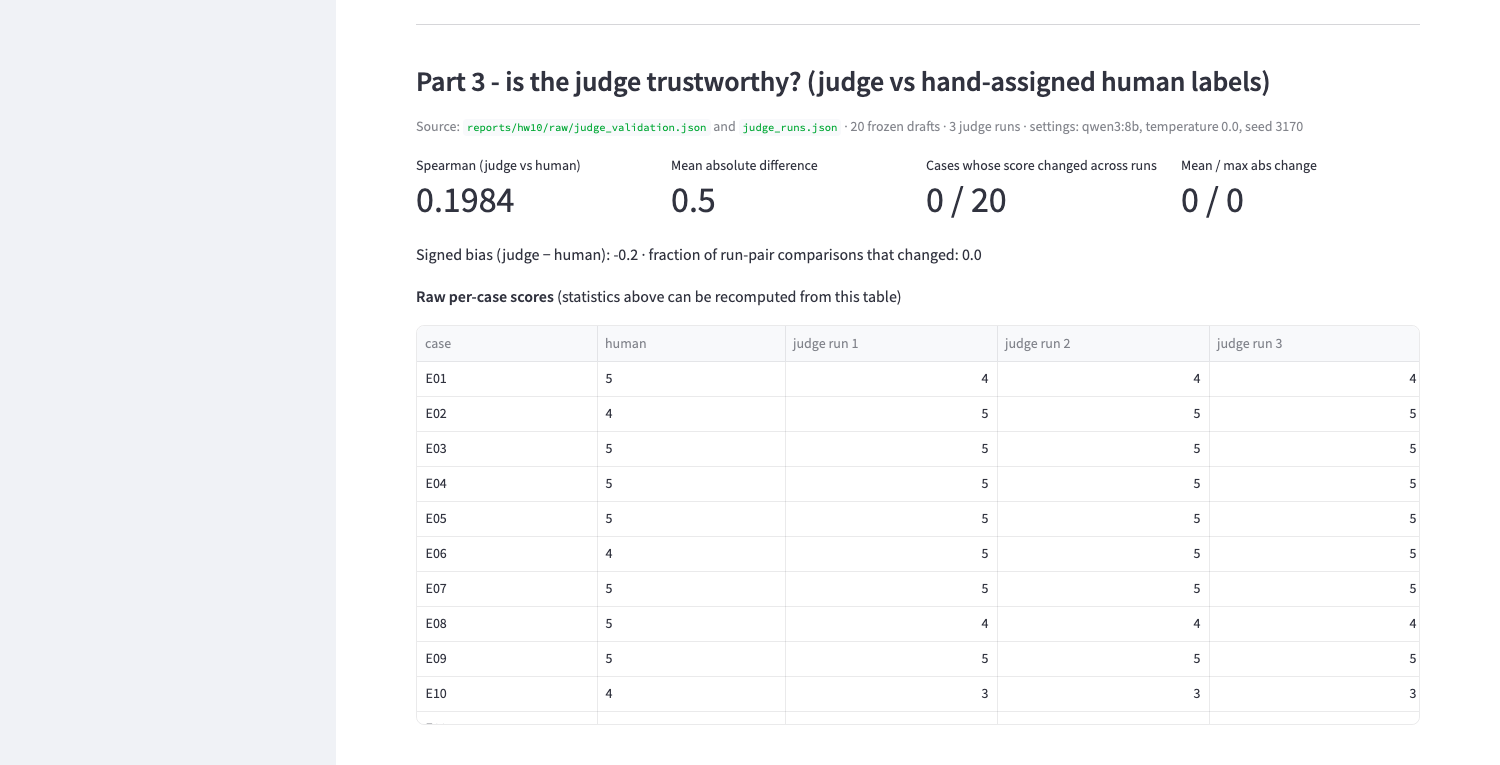 Part 3 - is the judge trustworthy? (judge vs hand-assigned human labels)
Source: reports/hw10/raw/judge_validation.json and judge_runs.json · 20 frozen drafts · 3 judge runs · settings: qwen3:8b, temperature 0.0, seed 3170
Spearman (judge vs human) Mean absolute difference Cases whose score changed across runs Mean / max abs change
0.1984 0.5 0 / 20 0 / 0
Signed bias (judge − human): -0.2 · fraction of run-pair comparisons that changed: 0.0
Raw per-case scores (statistics above can be recomputed from this table)
case human judge run 1 judge run 2 judge run 3
E01 5 4 4 4
E02 4 5 5 5
E03 5 5 5 5
E04 5 5 5 5
E05 5 5 5 5
E06 4 5 5 5
E07 5 5 5 5
E08 5 4 4 4
E09 5 5 5 5
E10 4 3 3 3